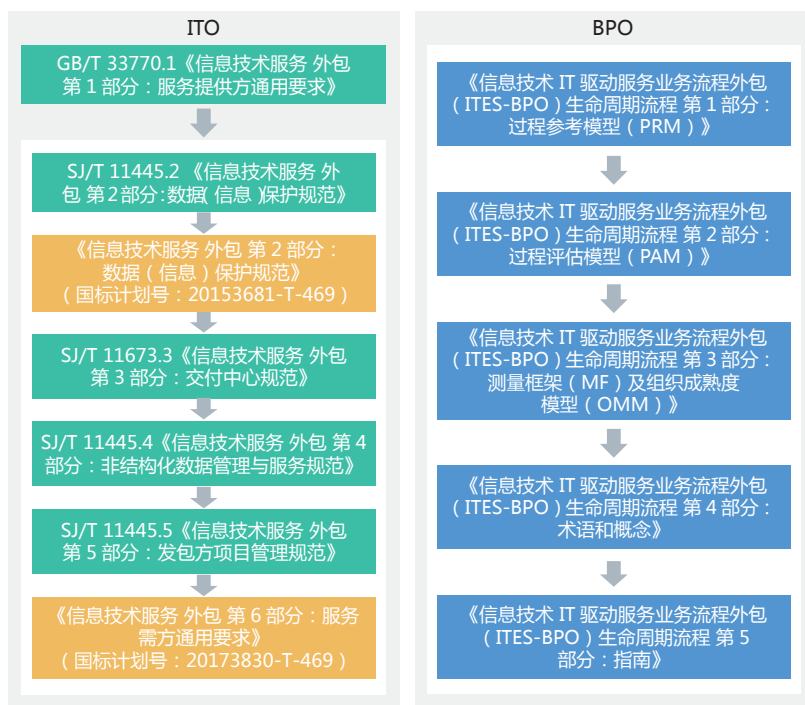 ITO
GB/T 33770.1《信息技术服务 外包
第 1 部分：服务提供方通用要求》
SJ/T 11445.2 《信息技术服务 外
包 第2部分:数据( 信息 )保护规范》
《信息技术服务 外包 第 2 部分：
数据（信息）保护规范》
（国标计划号：20153681-T-469）
SJ/T 11673.3《信息技术服务 外包
第 3 部分：交付中心规范》
SJ/T 11445.4《信息技术服务 外包 第 4
部分：非结构化数据管理与服务规范》
SJ/T 11445.5《信息技术服务 外包
第 5 部分：发包方项目管理规范》
《信息技术服务 外包 第 6 部分：服务
需方通用要求》
（国标计划号：20173830-T-469）
BPO
《信息技术 IT 驱动服务业务流程外包
（ITES-BPO）生命周期流程 第 1 部分：
过程参考模型（PRM）》
《信息技术 IT 驱动服务业务流程外包
（ITES-BPO）生命周期流程 第 2 部分：
过程评估模型（PAM）》
《信息技术 IT 驱动服务业务流程外包
（ITES-BPO）生命周期流程 第 3 部分：
测量框架（MF）及组织成熟度
模型（OMM）》
《信息技术 IT 驱动服务业务流程外包
（ITES-BPO）生命周期流程 第 4 部分：
术语和概念》
《信息技术 IT 驱动服务业务流程外包
（ITES-BPO）生命周期流程 第 5
部分：指南》